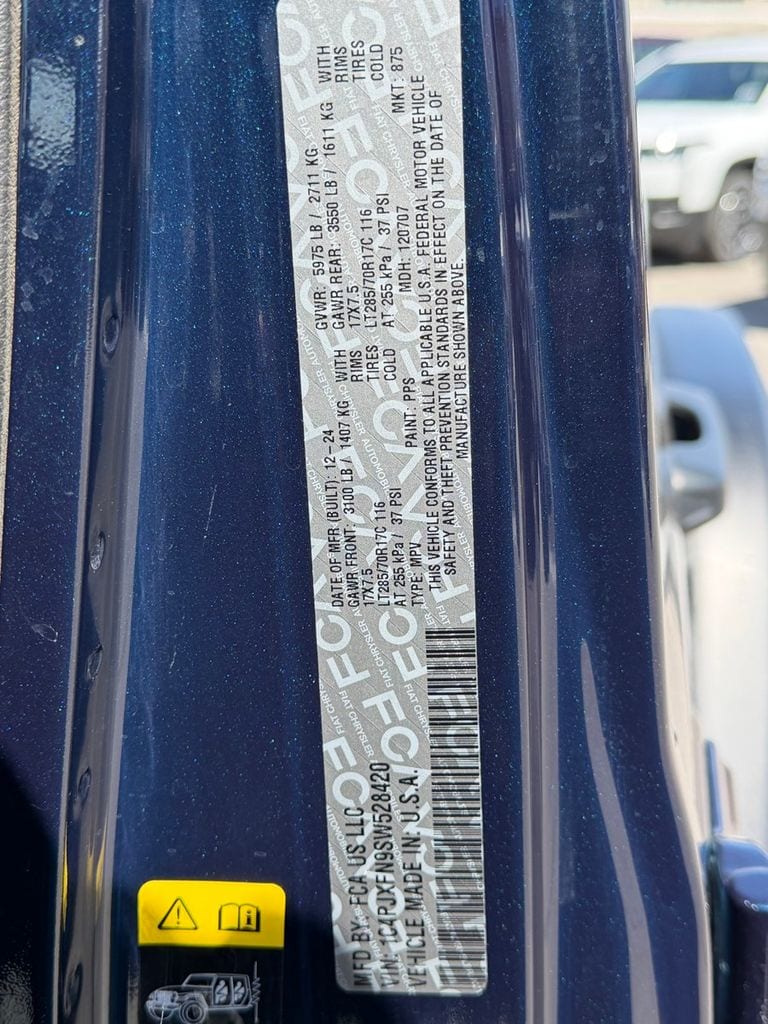 MFD BY: FCA US LLC
VIN: 1C4PJXFN9SW528420
VEHICLE MADE IN: U.S.A.
DATE OF MFR (BUILT): 12-24 GVWR: 5975 LB / 2711 KG
GAWR FRONT: 3100 LB / 1407 KG WITH GAWR REAR: 3550 LB / 1611 KG WITH
17X7.5 RIMS 17X7.5 RIMS
LT285/70R17C 116 TIRES LT285/70R17C 116 TIRES
AT 255 kPa / 37 PSI COLD AT 255 kPa / 37 PSI COLD
TYPE: MPV PAINT: PPS MDH: 120707 MKT: 875
THIS VEHICLE CONFORMS TO ALL APPLICABLE U.S.A. FEDERAL MOTOR VEHICLE
SAFETY AND THEFT PREVENTION STANDARDS IN EFFECT ON THE DATE OF
MANUFACTURE SHOWN ABOVE.